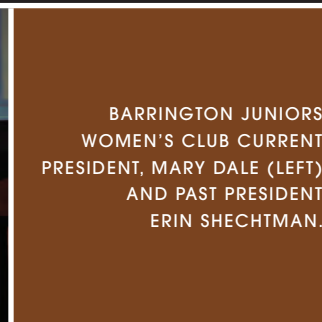 BARRINGTON JUNIORS
WOMEN'S CLUB CURRENT
PRESIDENT, MARY DALE (LEFT)
AND PAST PRESIDENT
ERIN SHECHTMAN.